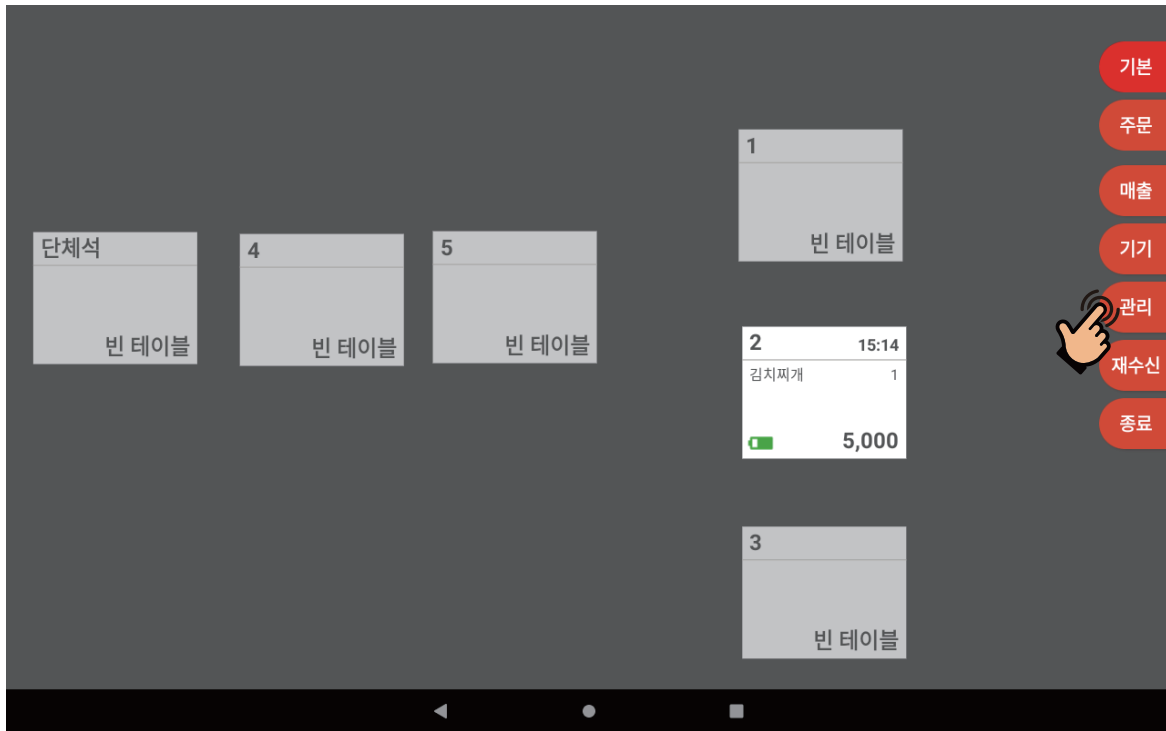 단체석
빈 테이블
4
빈 테이블
5
빈 테이블
1
빈 테이블
2 15:14
김치찌개 1
5,000
3
빈 테이블
기본
주문
매출
기기
관리
재수신
종료